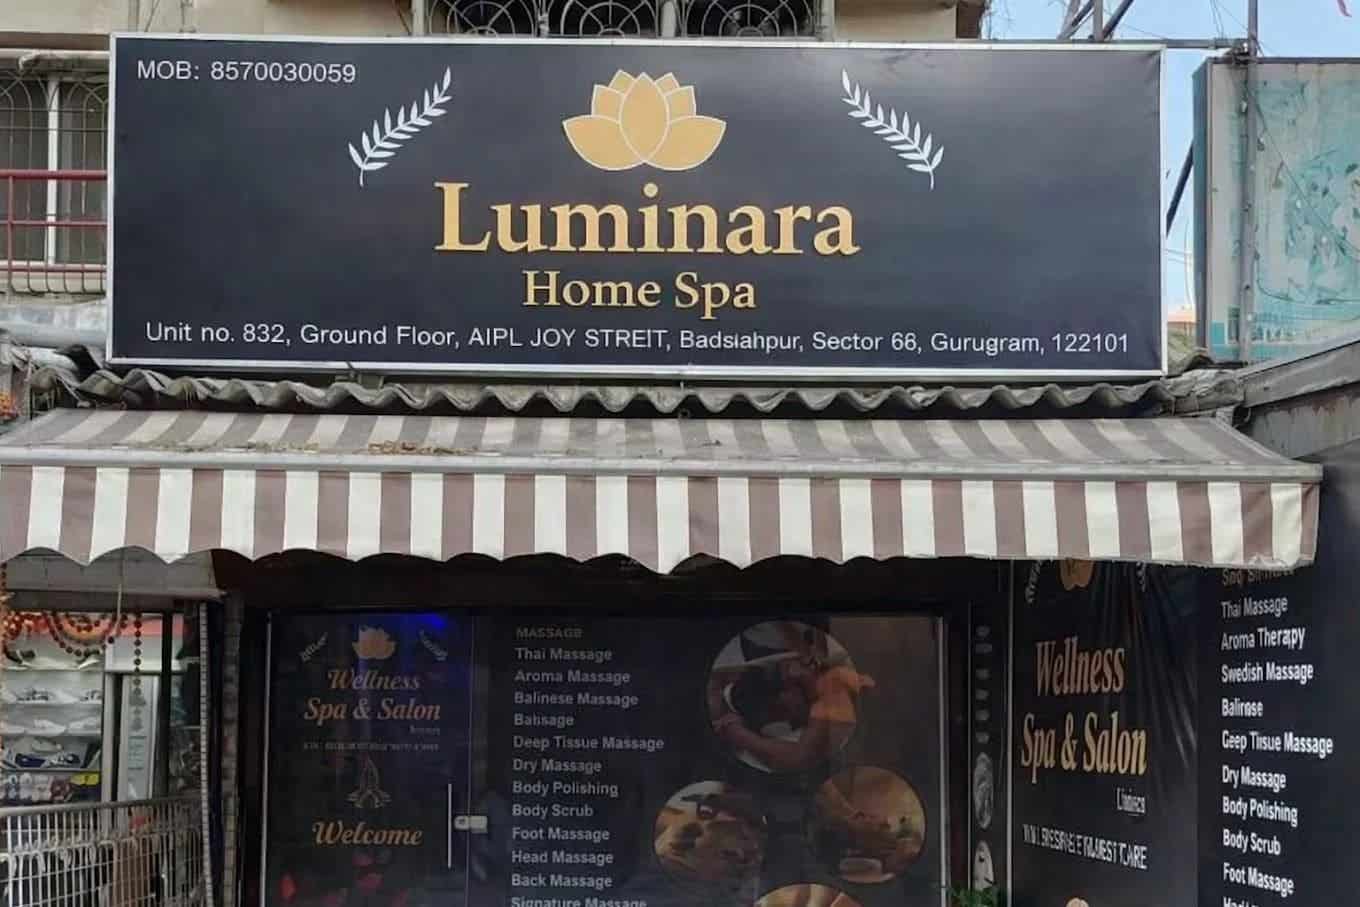 MOB: 8570030059
Luminara
Home Spa
Unit no. 832, Ground Floor, AIPL JOY STREIT, Badsiahpur, Sector 66, Gurugram, 122101
Wellness
Spa & Salon
Welcome
MASSAGE
Thai Massage
Aroma Massage
Balinese Massage
Batısage
Deep Tissue Massage
Dry Massage
Body Polishing
Body Scrub
Foot Massage
Head Massage
Back Massage
Signature Massage
Wellness
Spa & Salon
Thai Massage
Aroma Therapy
Swedish Massage
Balinse
Geep Tissue Massage
Dry Massage
Body Polishing
Body Scrub
Foot Massage